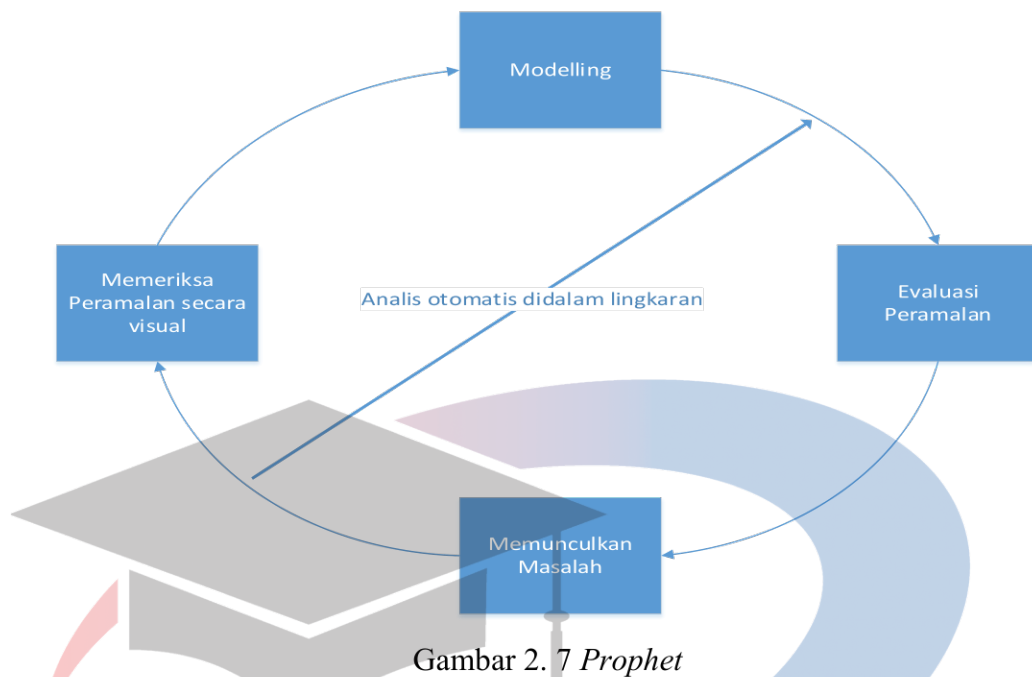 Modelling
Memeriksa
Peramalan secara
visual
Analis otomatis didalam lingkaran
Evaluasi
Peramalan
Memunculkan
Masalah
Gambar 2. 7 Prophet